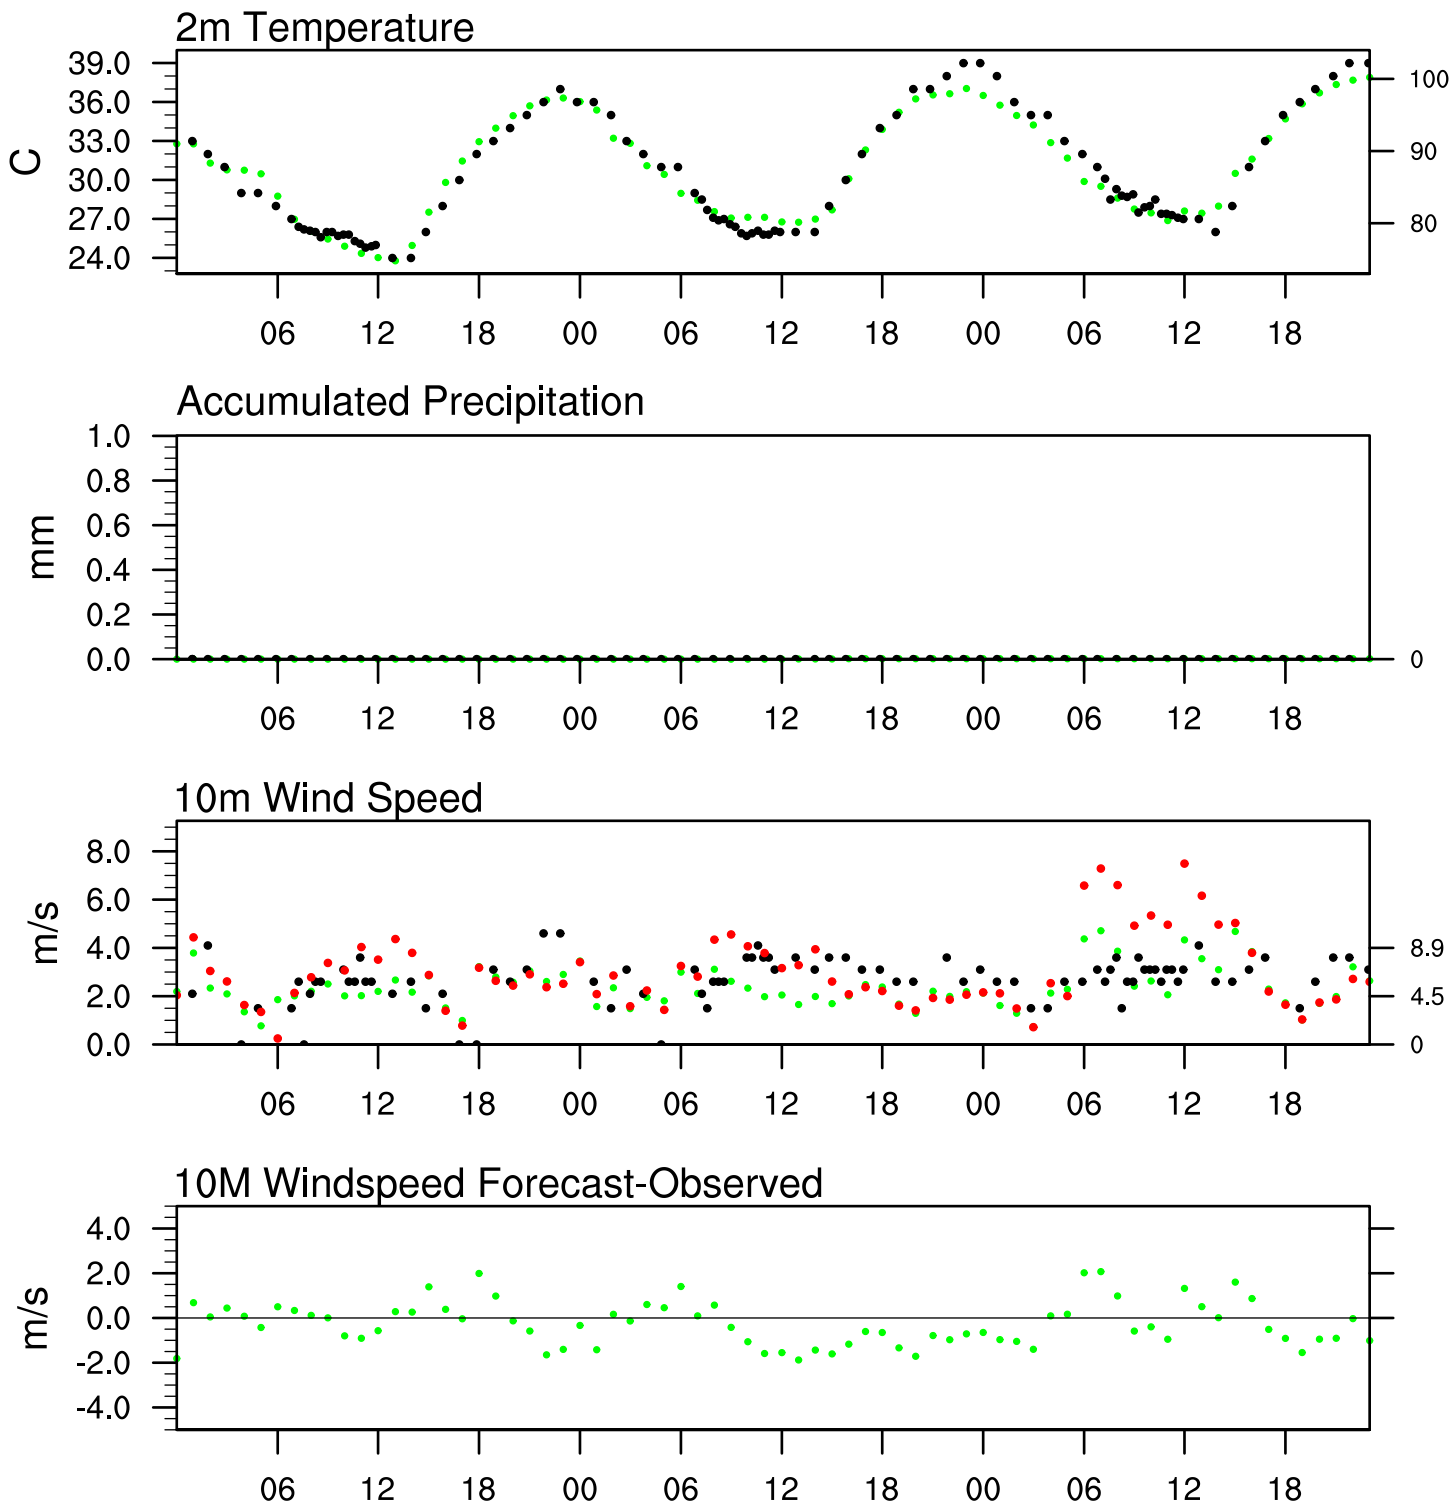 2m Temperature
39.0
36.0
33.0
30.0
27.0
24.0
C
100
90
80
06 12 18 00 06 12 18 00 06 12 18
Accumulated Precipitation
1.0
0.8
0.6
0.4
0.2
0.0
mm
0
06 12 18 00 06 12 18 00 06 12 18
10m Wind Speed
8.0
6.0
4.0
2.0
0.0
m/s
8.9
4.5
0
06 12 18 00 06 12 18 00 06 12 18
10M Windspeed Forecast-Observed
4.0
2.0
0.0
-2.0
-4.0
m/s
06 12 18 00 06 12 18 00 06 12 18